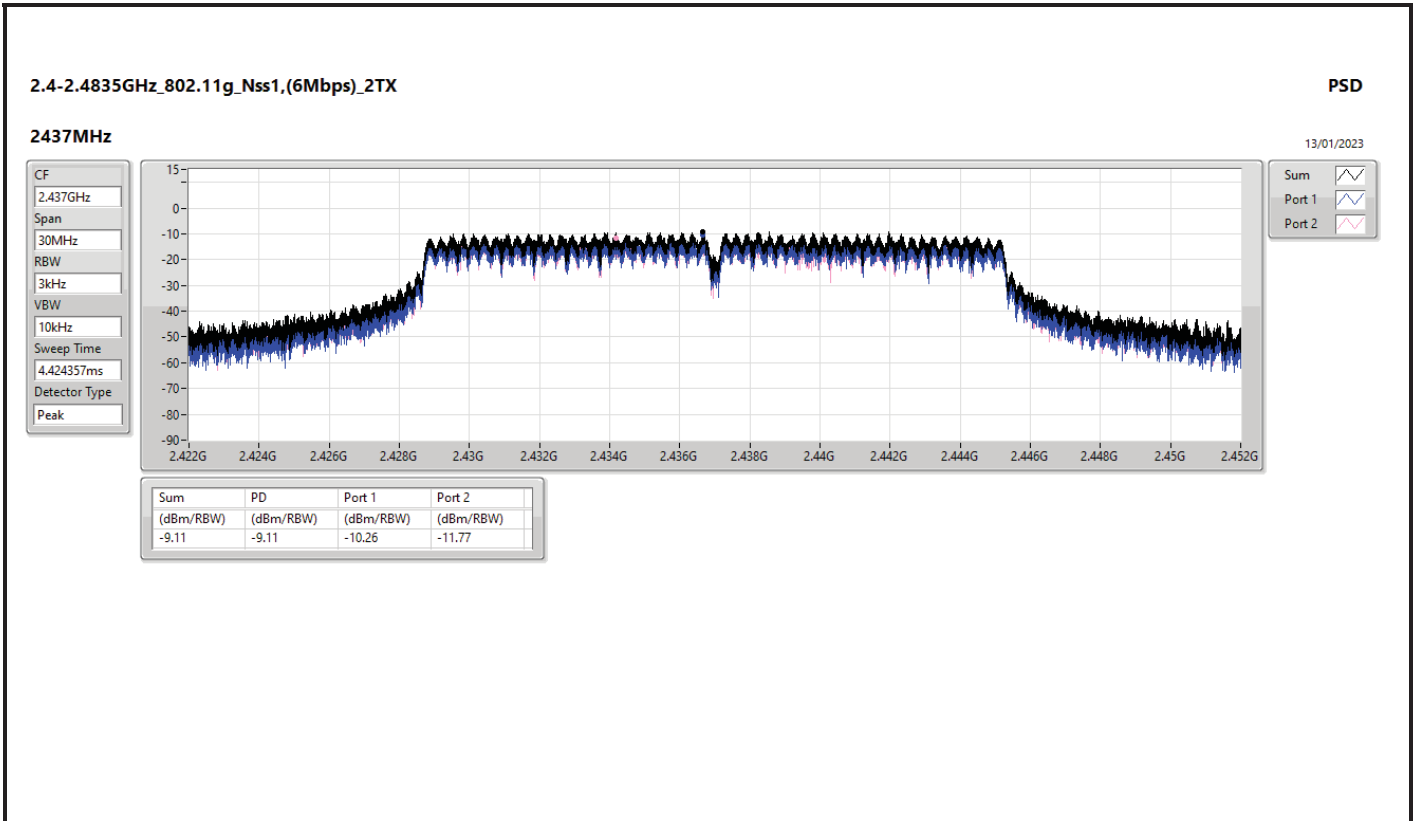 2.4-2.4835GHz_802.11g_Nss1,(6Mbps)_2TX
PSD
2437MHz
13/01/2023
CF
2.437GHz
Span
30MHz
RBW
3kHz
VBW
10kHz
Sweep Time
4.424357ms
Detector Type
Peak
15
0
-10
-20
-30
-40
-50
-60
-70
-80
-90
2.422G 2.424G 2.426G 2.428G 2.43G 2.432G 2.434G 2.436G 2.438G 2.44G 2.442G 2.444G 2.446G 2.448G 2.45G 2.452G
Sum
Port 1
Port 2
Sum PD Port 1 Port 2
(dBm/RBW) (dBm/RBW) (dBm/RBW) (dBm/RBW)
-9.11 -9.11 -10.26 -11.77